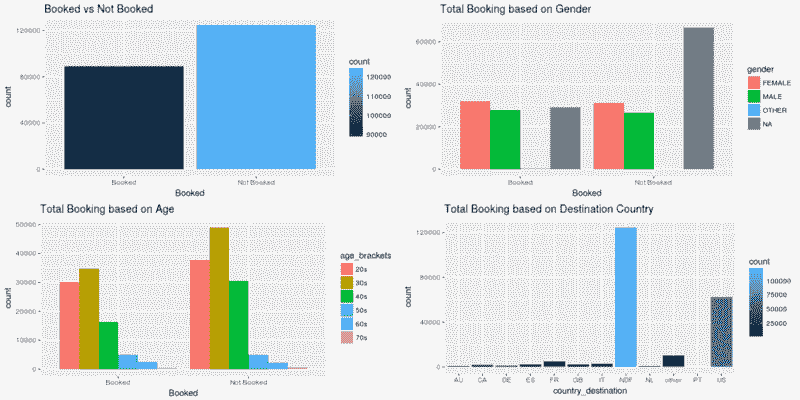 Booked vs Not Booked
count
120000
80000
40000
0
Booked
Not Booked
Booked
count
120000
110000
100000
90000
Total Booking based on Gender
count
60000
40000
20000
0
Booked
Not Booked
Booked
gender
FEMALE
MALE
OTHER
NA
Total Booking based on Age
count
50000
40000
30000
20000
10000
0
Booked
Not Booked
Booked
age_brackets
20s
30s
40s
50s
60s
70s
Total Booking based on Destination Country
count
120000
80000
40000
0
AU CA DE ES FR GB IT NDF NL other PT US
country_destination
count
100000
75000
50000
25000